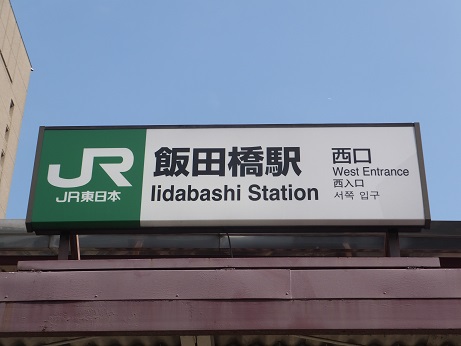 JR
JR東日本
飯田橋駅
Iidabashi Station
西口
West Entrance
西入口
서쪽 입구